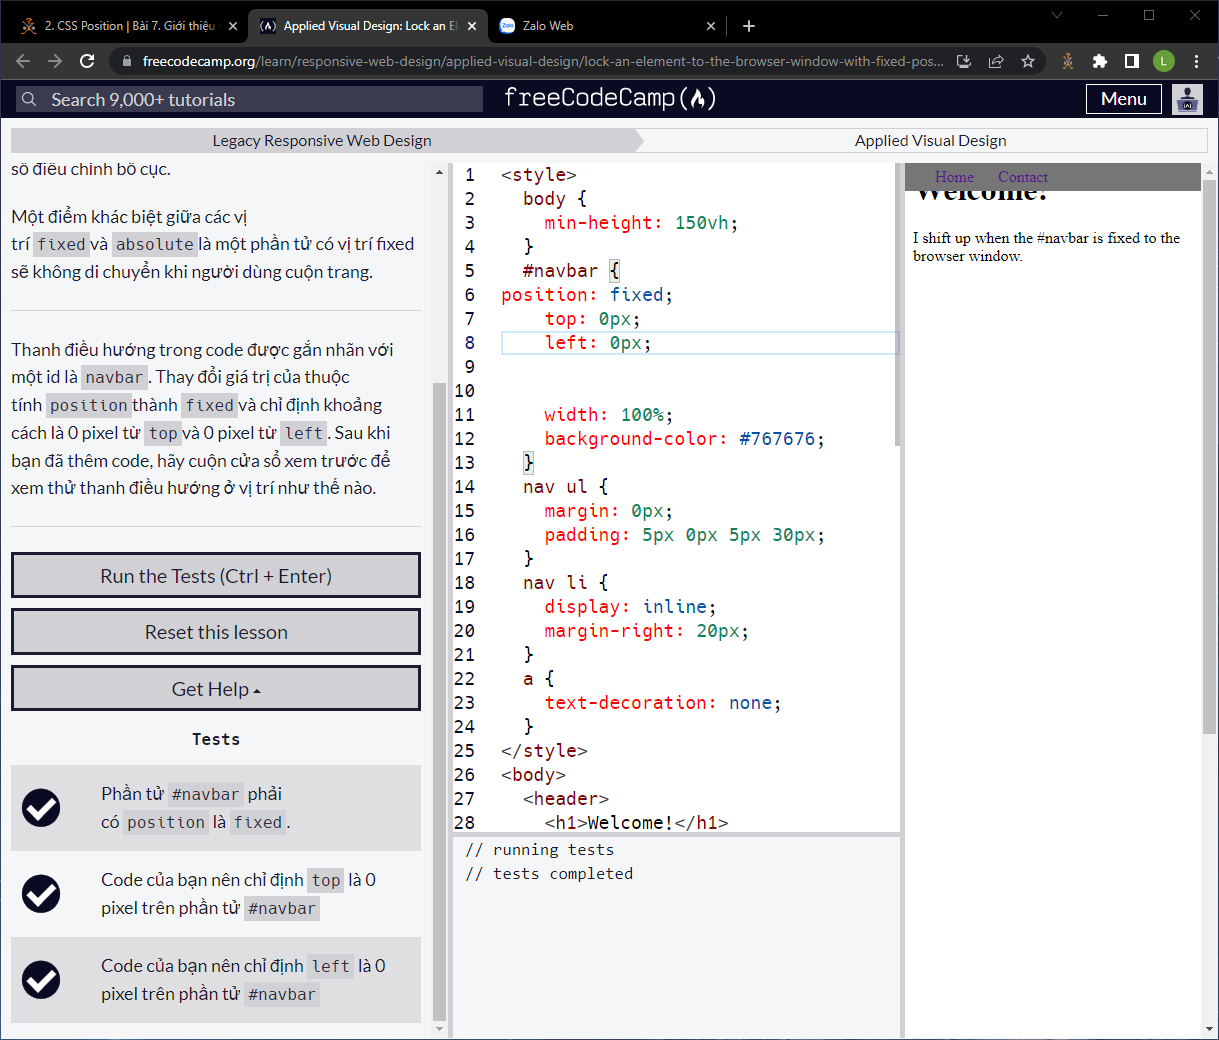 2. CSS Position | Bài 7. Giới thiệu
Applied Visual Design: Lock an El
Zalo Web
freecodecamp.org/learn/responsive-web-design/applied-visual-design/lock-an-element-to-the-browser-window-with-fixed-pos...
L
Search 9,000+ tutorials
freeCodeCamp
Menu
Legacy Responsive Web Design
Applied Visual Design
số điều chỉnh bố cục.
Một điểm khác biệt giữa các vị
trí fixed và absolute là một phần tử có vị trí fixed
sẽ không di chuyển khi người dùng cuộn trang.
Thanh điều hướng trong code được gắn nhãn với
một id là navbar. Thay đổi giá trị của thuộc
tính position thành fixed và chỉ định khoảng
cách là 0 pixel từ top và 0 pixel từ left. Sau khi
bạn đã thêm code, hãy cuộn cửa sổ xem trước để
xem thử thanh điều hướng ở vị trí như thế nào.
Run the Tests (Ctrl + Enter)
Reset this lesson
Get Help
Tests
Phần tử #navbar phải
có position là fixed.
Code của bạn nên chỉ định top là 0
pixel trên phần tử #navbar
Code của bạn nên chỉ định left là 0
pixel trên phần tử #navbar
1 <style>
2 body {
3 min-height: 150vh;
4 }
5 #navbar {
6 position: fixed;
7 top: 0px;
8 left: 0px;
9
10
11 width: 100%;
12 background-color: #767676;
13 }
14 nav ul {
15 margin: 0px;
16 padding: 5px 0px 5px 30px;
17 }
18 nav li {
19 display: inline;
20 margin-right: 20px;
21 }
22 a {
23 text-decoration: none;
24 }
25 </style>
26 <body>
27 <header>
28 <h1>Welcome!</h1>
// running tests
// tests completed
Home Contact
Welcome!
I shift up when the #navbar is fixed to the
browser window.